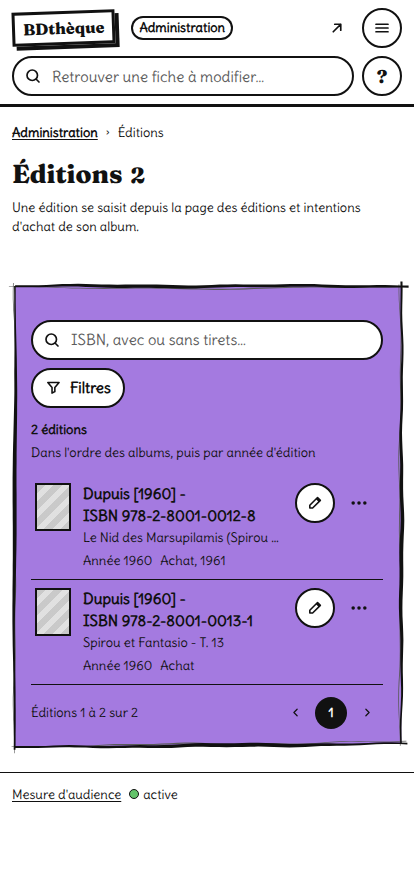 BDthèque
Administration
Retrouver une fiche à modifier...
?
Administration › Éditions
Éditions 2
Une édition se saisit depuis la page des éditions et intentions
d'achat de son album.
ISBN, avec ou sans tirets...
Filtres
2 éditions
Dans l'ordre des albums, puis par année d'édition
Dupuis [1960] -
ISBN 978-2-8001-0012-8
Le Nid des Marsupilamis (Spirou ...
Année 1960 Achat, 1961
Dupuis [1960] -
ISBN 978-2-8001-0013-1
Spirou et Fantasio - T. 13
Année 1960 Achat
Éditions 1 à 2 sur 2
‹ 1 ›
Mesure d'audience active